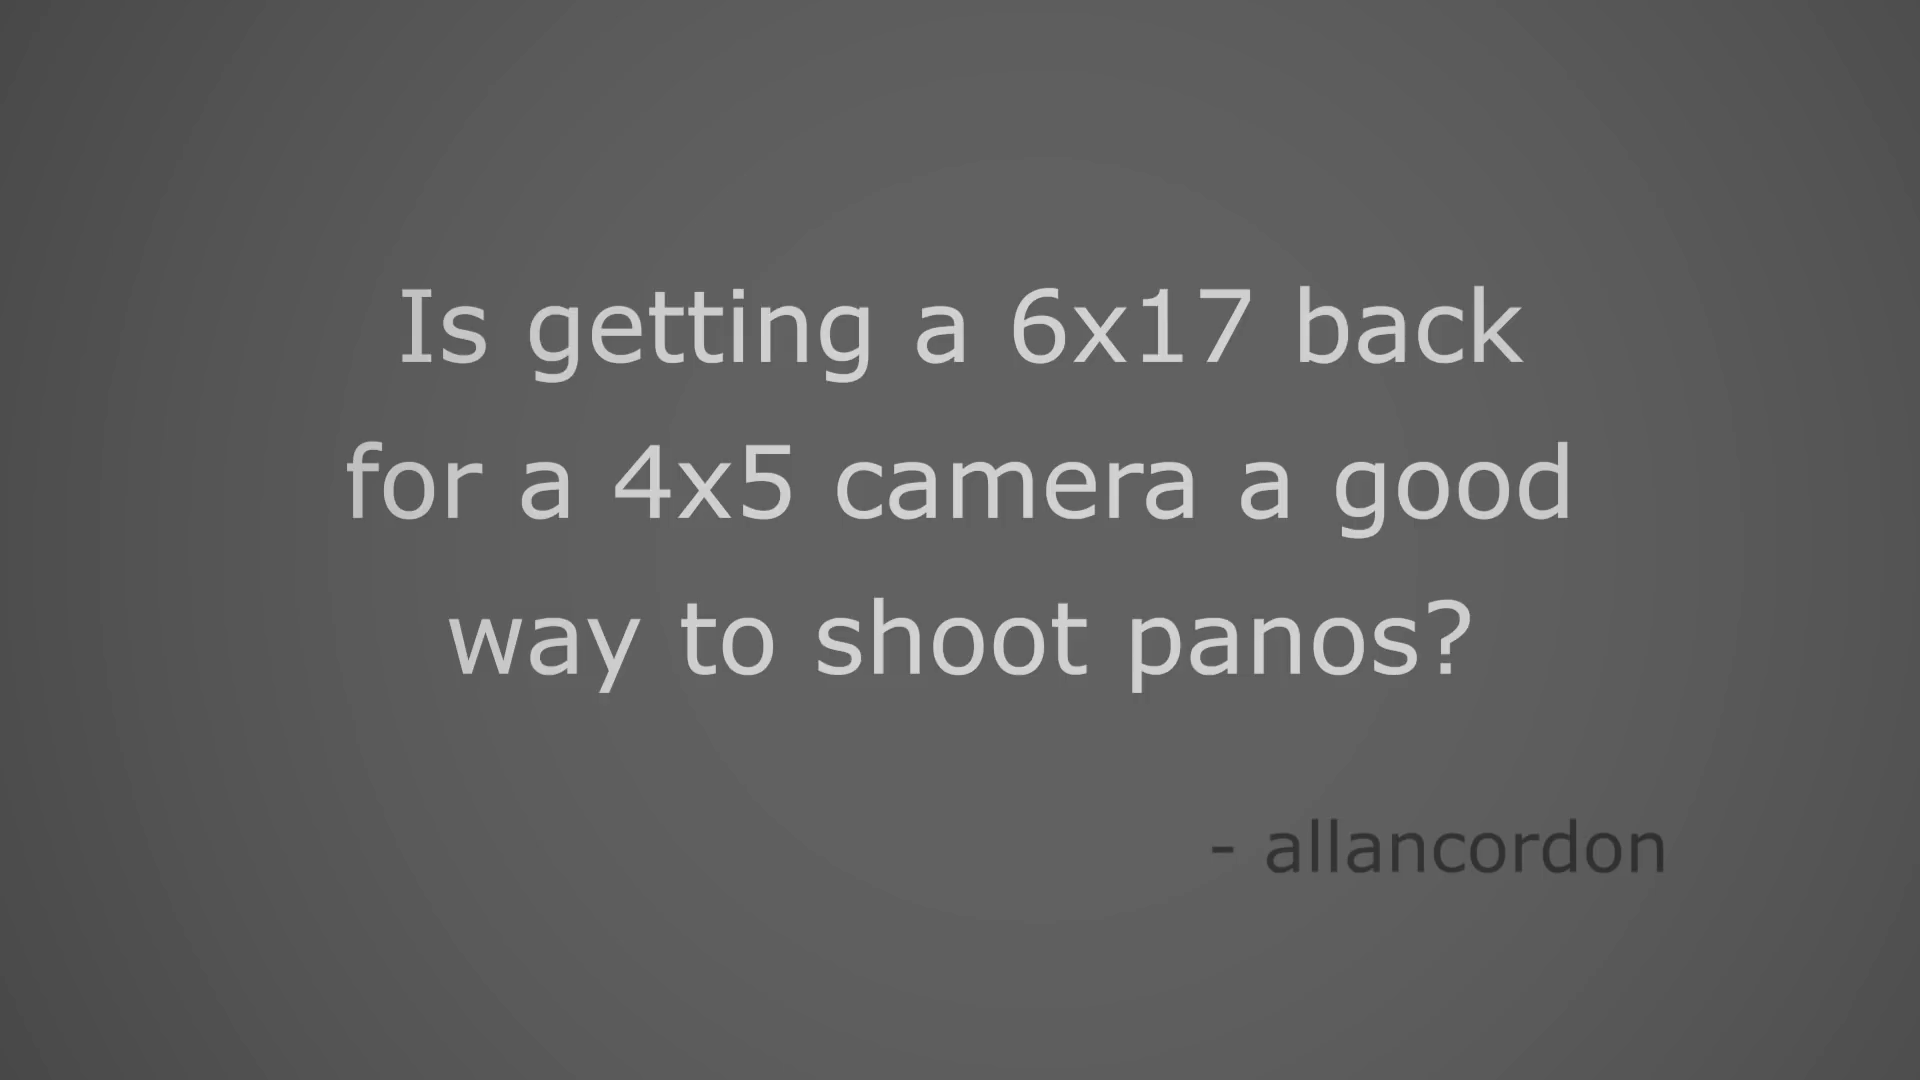 Is getting a 6x17 back
for a 4x5 camera a good
way to shoot panos?
- allancordon